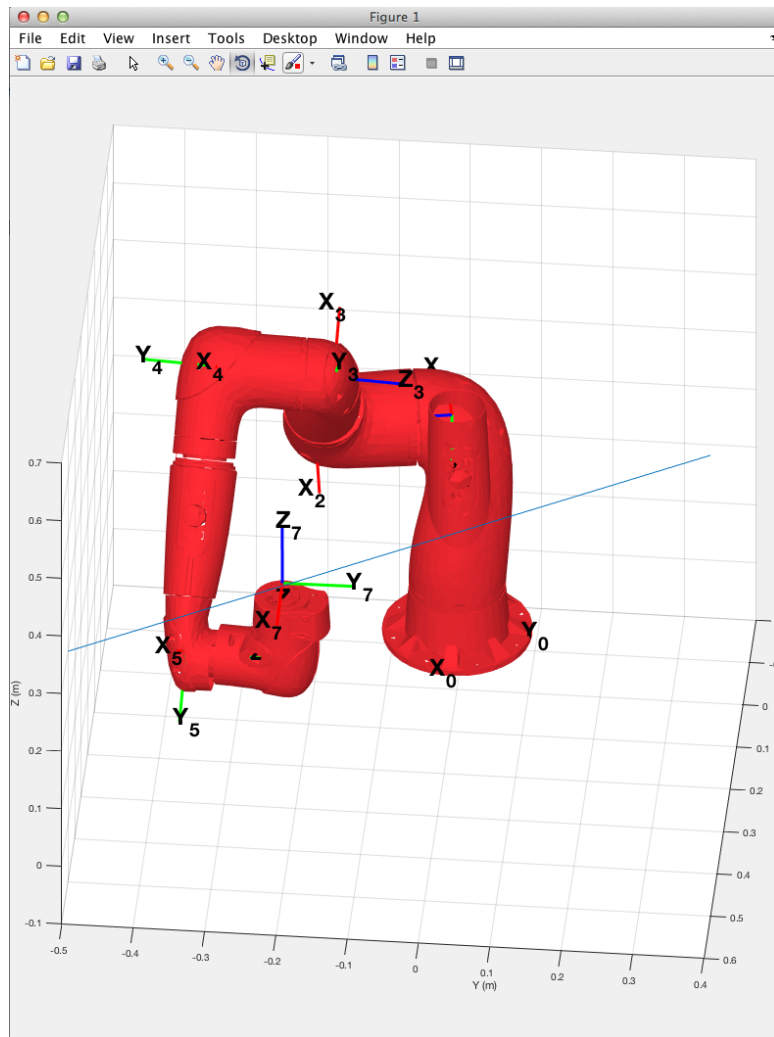 Figure 1
File Edit View Insert Tools Desktop Window Help
X3
Y4 X4 Y3 Z3 X
X2
Z7
Y7
X7
Y0
X5
X0
Y5
0.7
0.6
0.5
0.4
0.3
0.2
0.1
0
-0.1
Z (m)
-0.5 -0.4 -0.3 -0.2 -0.1 0 0.1 0.2 0.3 0.4
Y (m)
0
0.1
0.2
0.3
0.4
0.5
0.6